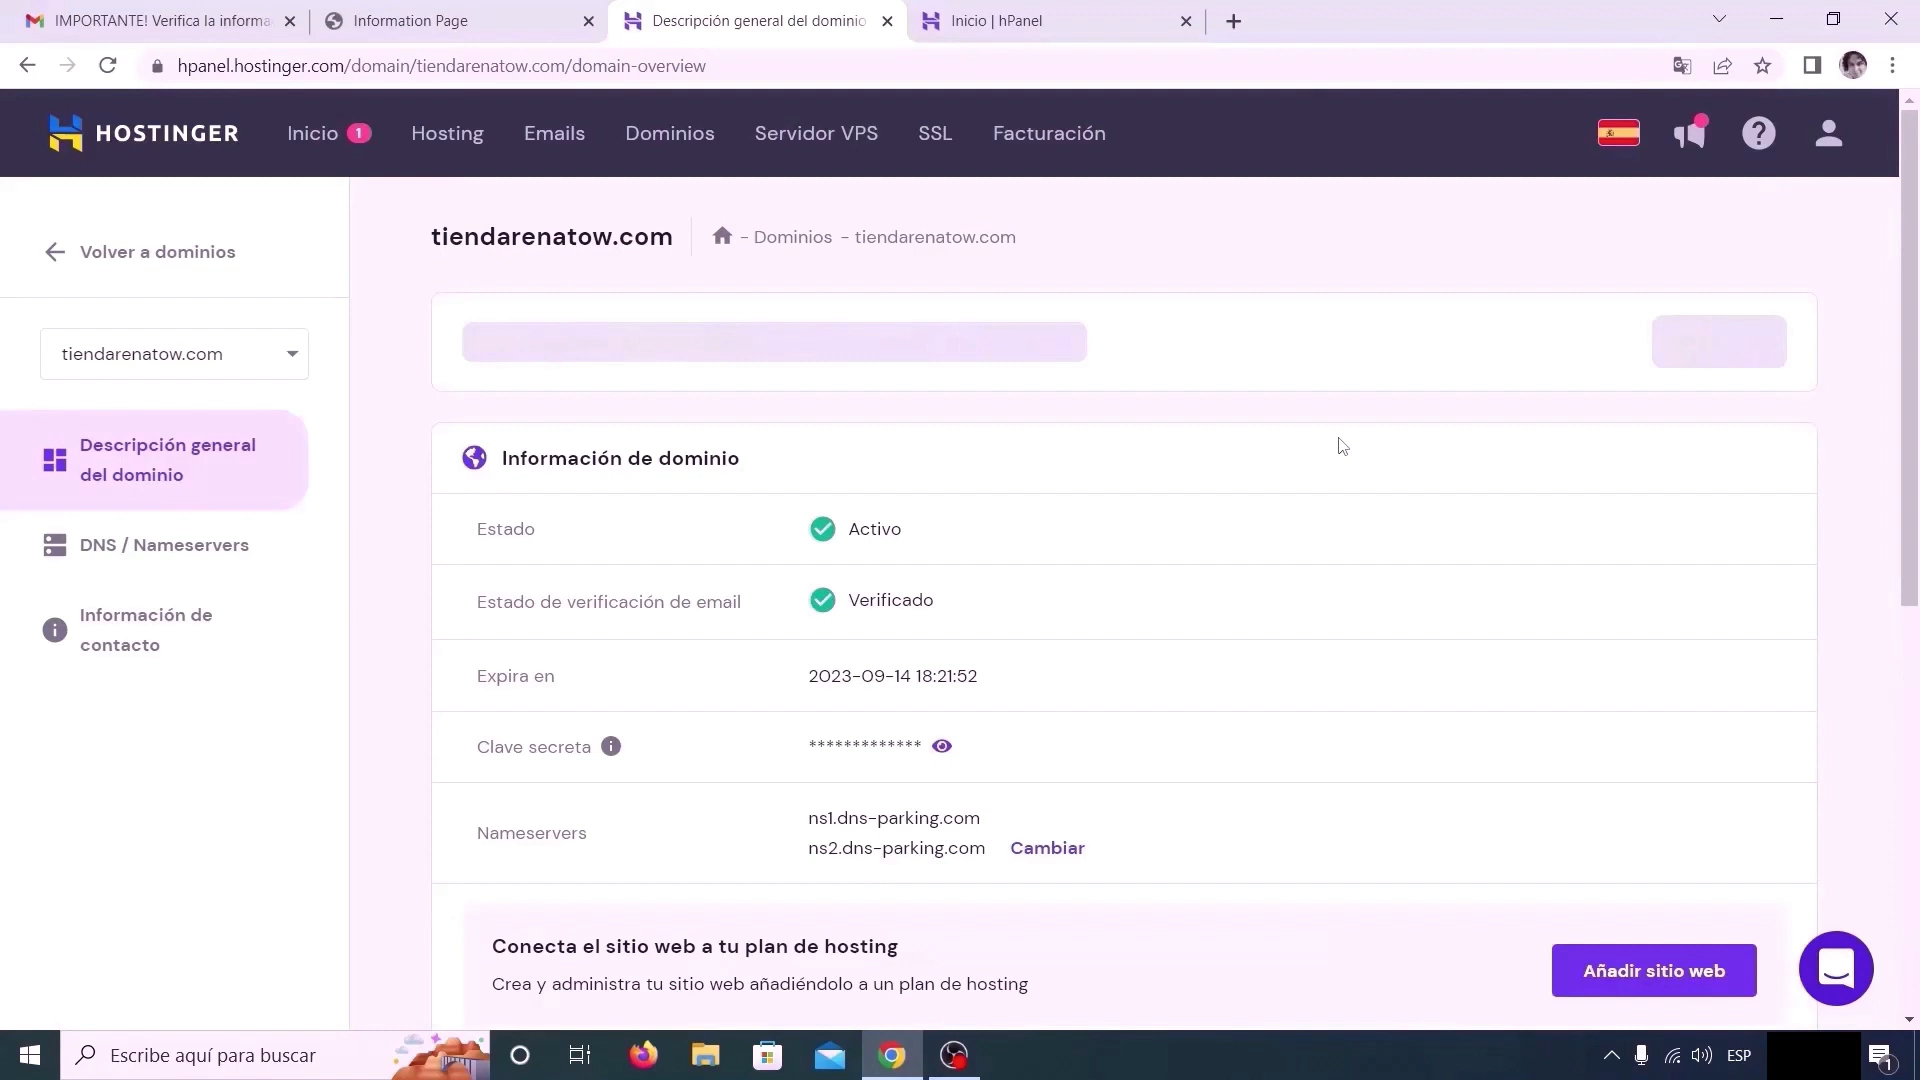 IMPORTANTE! Verifica la informa
Information Page
Descripción general del dominio
Inicio | hPanel
hpanel.hostinger.com/domain/tiendarenatow.com/domain-overview
HOSTINGER
Inicio 1
Hosting
Emails
Dominios
Servidor VPS
SSL
Facturación
Volver a dominios
tiendarenatow.com
Descripción general
del dominio
DNS / Nameservers
Información de
contacto
tiendarenatow.com
- Dominios - tiendarenatow.com
Información de dominio
Estado
Activo
Estado de verificación de email
Verificado
Expira en
2023-09-14 18:21:52
Clave secreta
*************
Nameservers
ns1.dns-parking.com
ns2.dns-parking.com
Cambiar
Conecta el sitio web a tu plan de hosting
Crea y administra tu sitio web añadiéndolo a un plan de hosting
Añadir sitio web
Escribe aquí para buscar
ESP
1